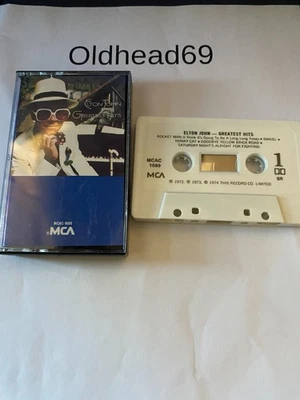 Oldhead69
ELTON JOHN
GREATEST HITS
MCAC-1689
MCA
ELTON JOHN — GREATEST HITS
ROCKET MAN (I Think It's Going To Be A Long Long Time) • DANIEL •
HONKY CAT • GOODBYE YELLOW BRICK ROAD •
SATURDAY NIGHT'S ALRIGHT FOR FIGHTING.
MCAC
1689
1
MCA
℗ 1972, 1973, ℗ 1974 THIS RECORD CO. LIMITED